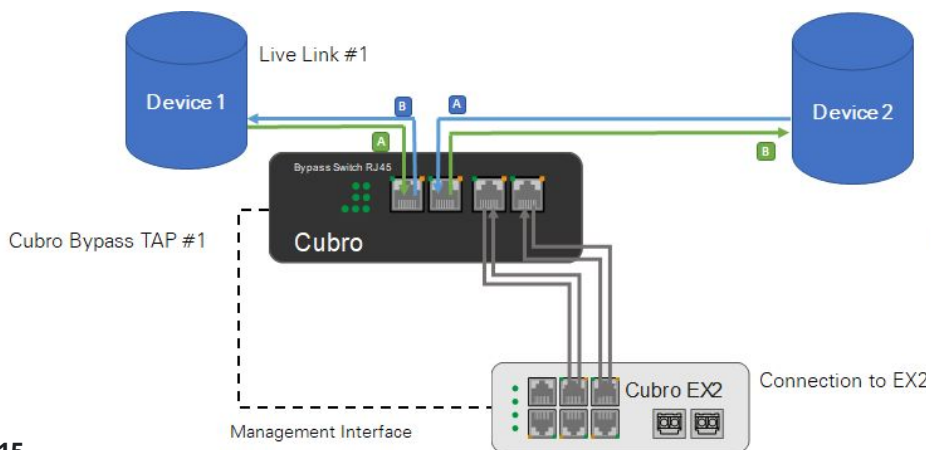 Live Link #1
Device 1
B
A
Device 2
A
B
Bypass Switch RJ45
Cubro Bypass TAP #1
Cubro
Cubro EX2
Connection to EX2
Management Interface
15